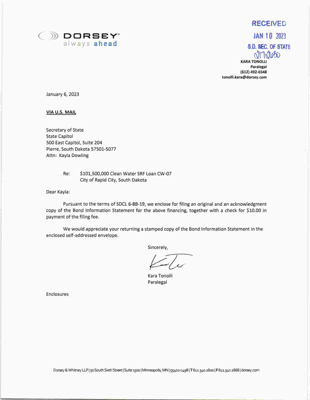 DORSEY™
always ahead
RECEIVED
JAN 10 2023
S.D. SEC. OF STATE
KARA TONOLLI
Paralegal
(612) 492-6148
tonolli.kara@dorsey.com
January 6, 2023
VIA U.S. MAIL
Secretary of State
State Capitol
500 East Capitol, Suite 204
Pierre, South Dakota 57501-5077
Attn: Kayla Dowling
Re: $101,500,000 Clean Water SRF Loan CW-07
City of Rapid City, South Dakota
Dear Kayla:
Pursuant to the terms of SDCL 6-8B-19, we enclose for filing an original and an acknowledgment
copy of the Bond Information Statement for the above financing, together with a check for $10.00 in
payment of the filing fee.
We would appreciate your returning a stamped copy of the Bond Information Statement in the
enclosed self-addressed envelope.
Sincerely,
Kara Tonolli
Paralegal
Enclosures
Dorsey & Whitney LLP | 50 South Sixth Street | Suite 1500 | Minneapolis, MN | 55402-1498 | T 612.340.2600 | F 612.340.2868 | dorsey.com